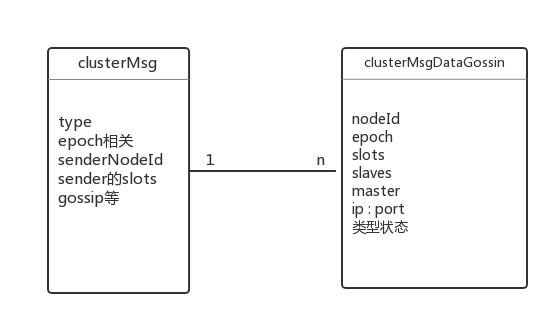 clusterMsg
type
epoch相关
senderNodeId
sender的slots
gossip等
1
n
clusterMsgDataGossin
nodeId
epoch
slots
slaves
master
ip : port
类型状态